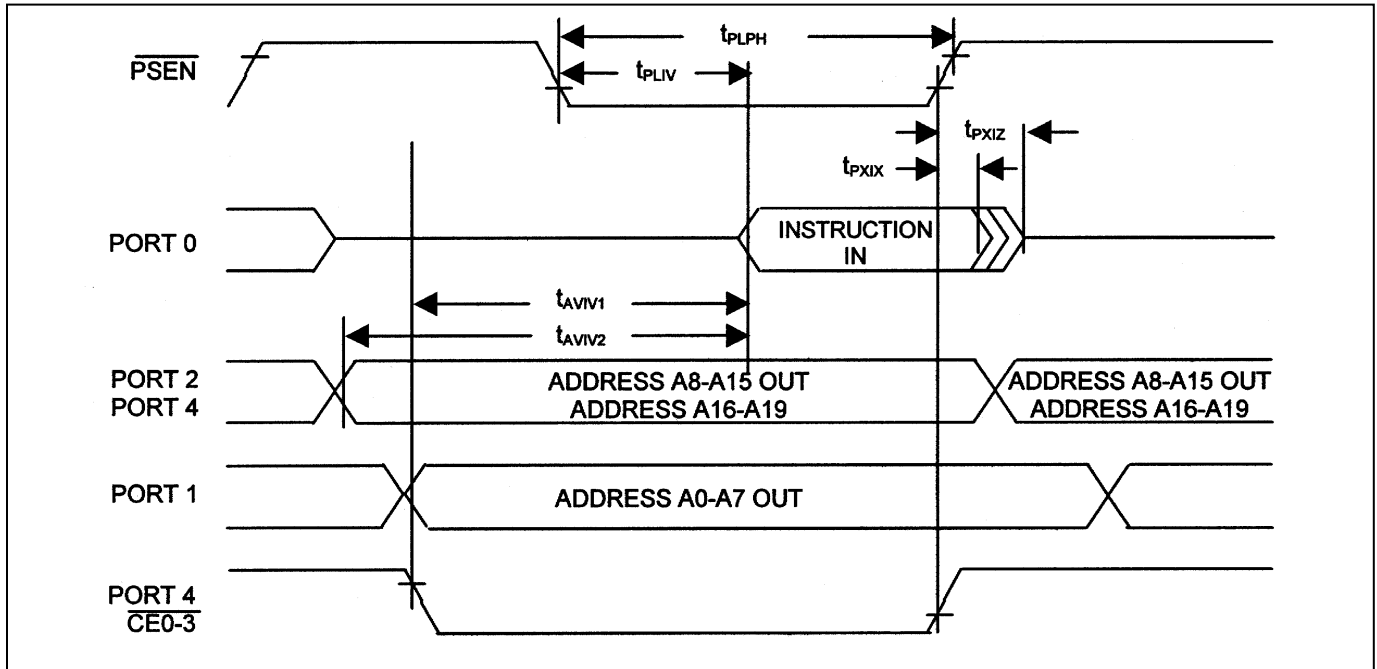 tPLPH
PSEN
tPLIV
tPXIZ
tPXIX
PORT 0
INSTRUCTION
IN
tAVIV1
tAVIV2
PORT 2
ADDRESS A8-A15 OUT
ADDRESS A8-A15 OUT
PORT 4
ADDRESS A16-A19
ADDRESS A16-A19
PORT 1
ADDRESS A0-A7 OUT
PORT 4
CE0-3